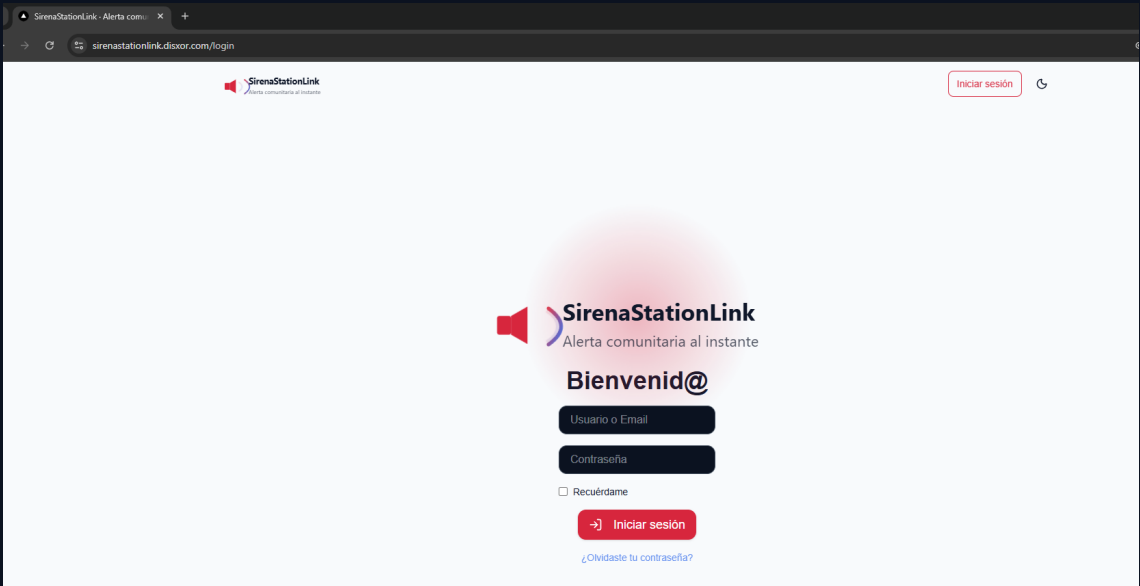 SirenaStationLink - Alerta comu
sirenastationlink.disxor.com/login
SirenaStationLink
Alerta comunitaria al instante
Iniciar sesión
SirenaStationLink
Alerta comunitaria al instante
Bienvenid@
Usuario o Email
Contraseña
Recuérdame
Iniciar sesión
¿Olvidaste tu contraseña?